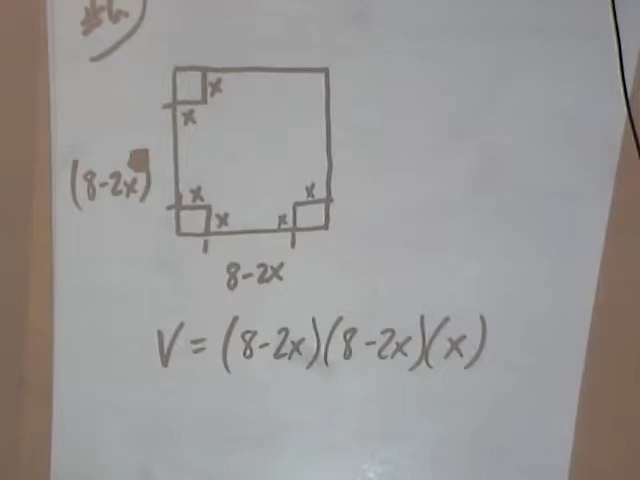 x
x
(8-2x)
x
x
x
x
8-2x
V = (8-2x)(8-2x)(x)